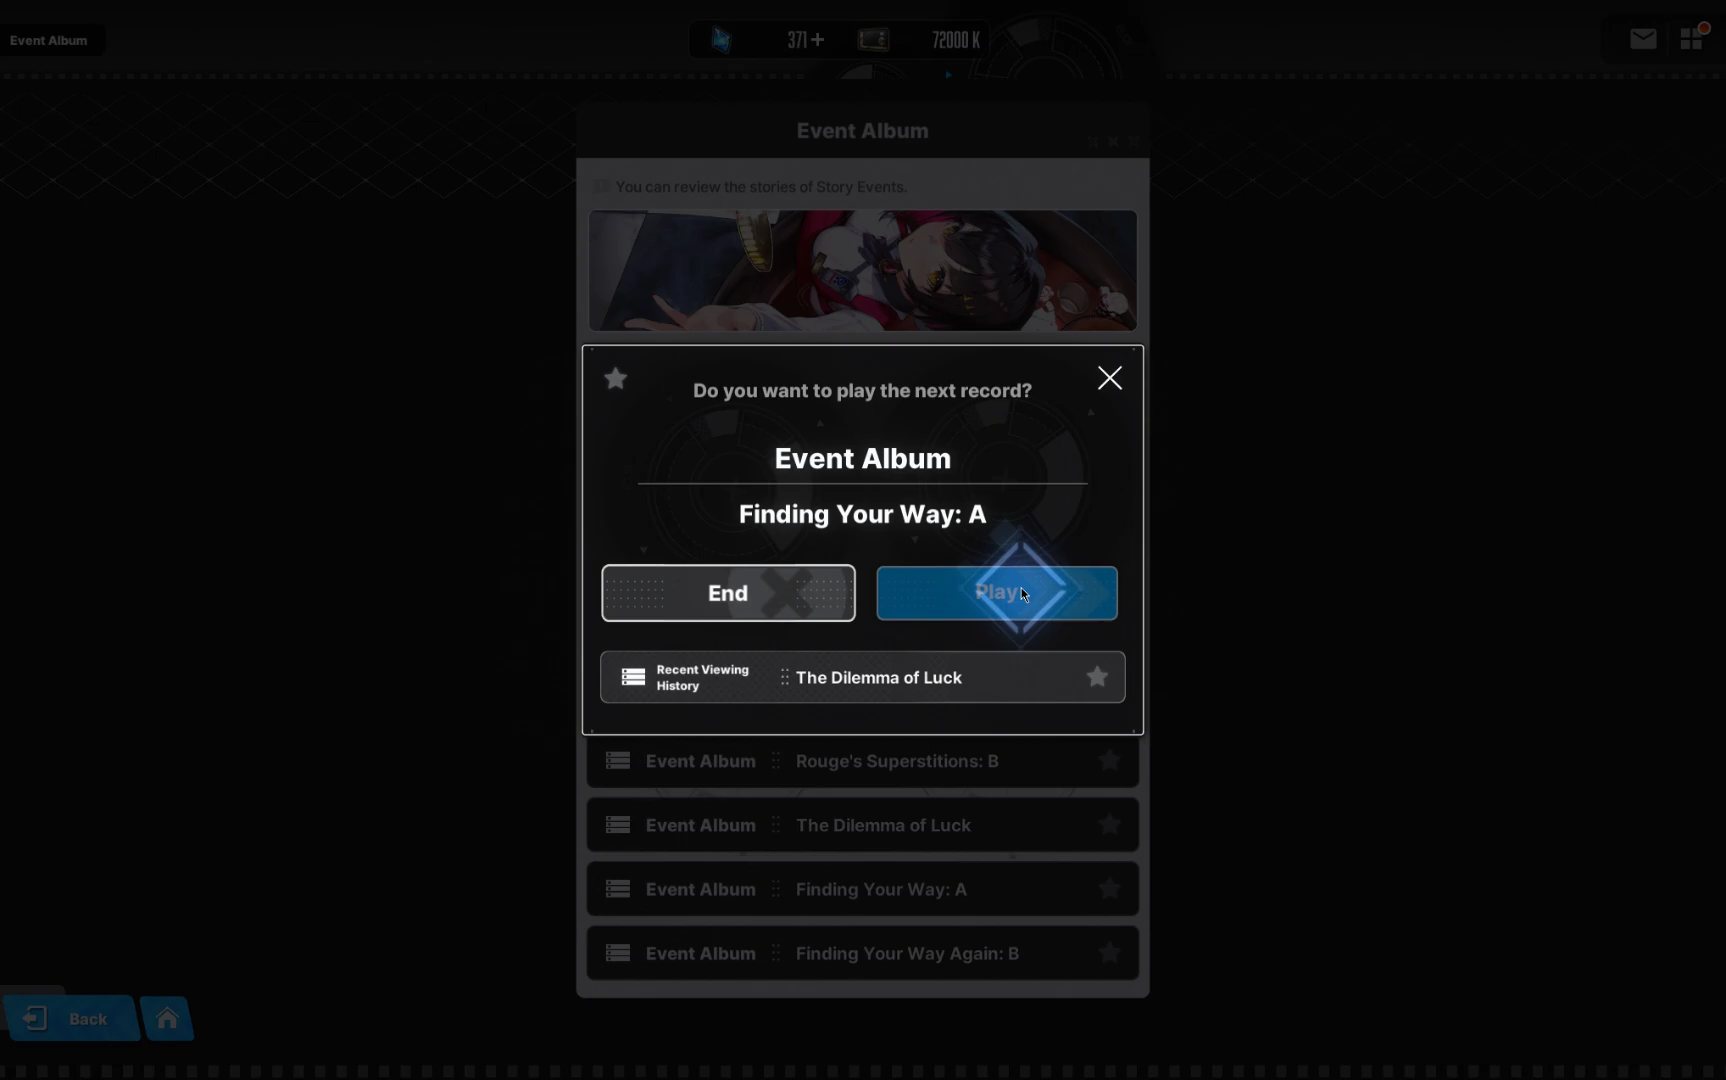 Event Album
371+
72000 K
Event Album
You can review the stories of Story Events.
Do you want to play the next record?
Event Album
Finding Your Way: A
End
Play
Recent Viewing
History
The Dilemma of Luck
Event Album
Rouge's Superstitions: B
Event Album
The Dilemma of Luck
Event Album
Finding Your Way: A
Event Album
Finding Your Way Again: B
Back